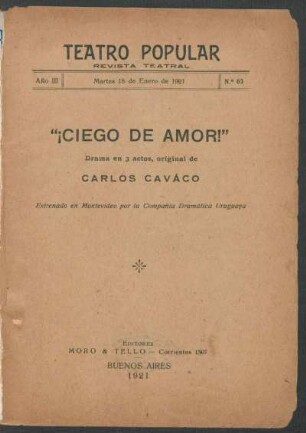 TEATRO POPULAR
REVISTA TEATRAL
Año III Martes 18 de Enero de 1921 N.º 63
“¡CIEGO DE AMOR!”
Drama en 3 actos, original de
CARLOS CAVÁCO
Estrenado en Montevideo por la Compañía Dramática Uruguaya
EDITORES
MORO & TELLO — Corrientes
BUENOS AIRES
1921